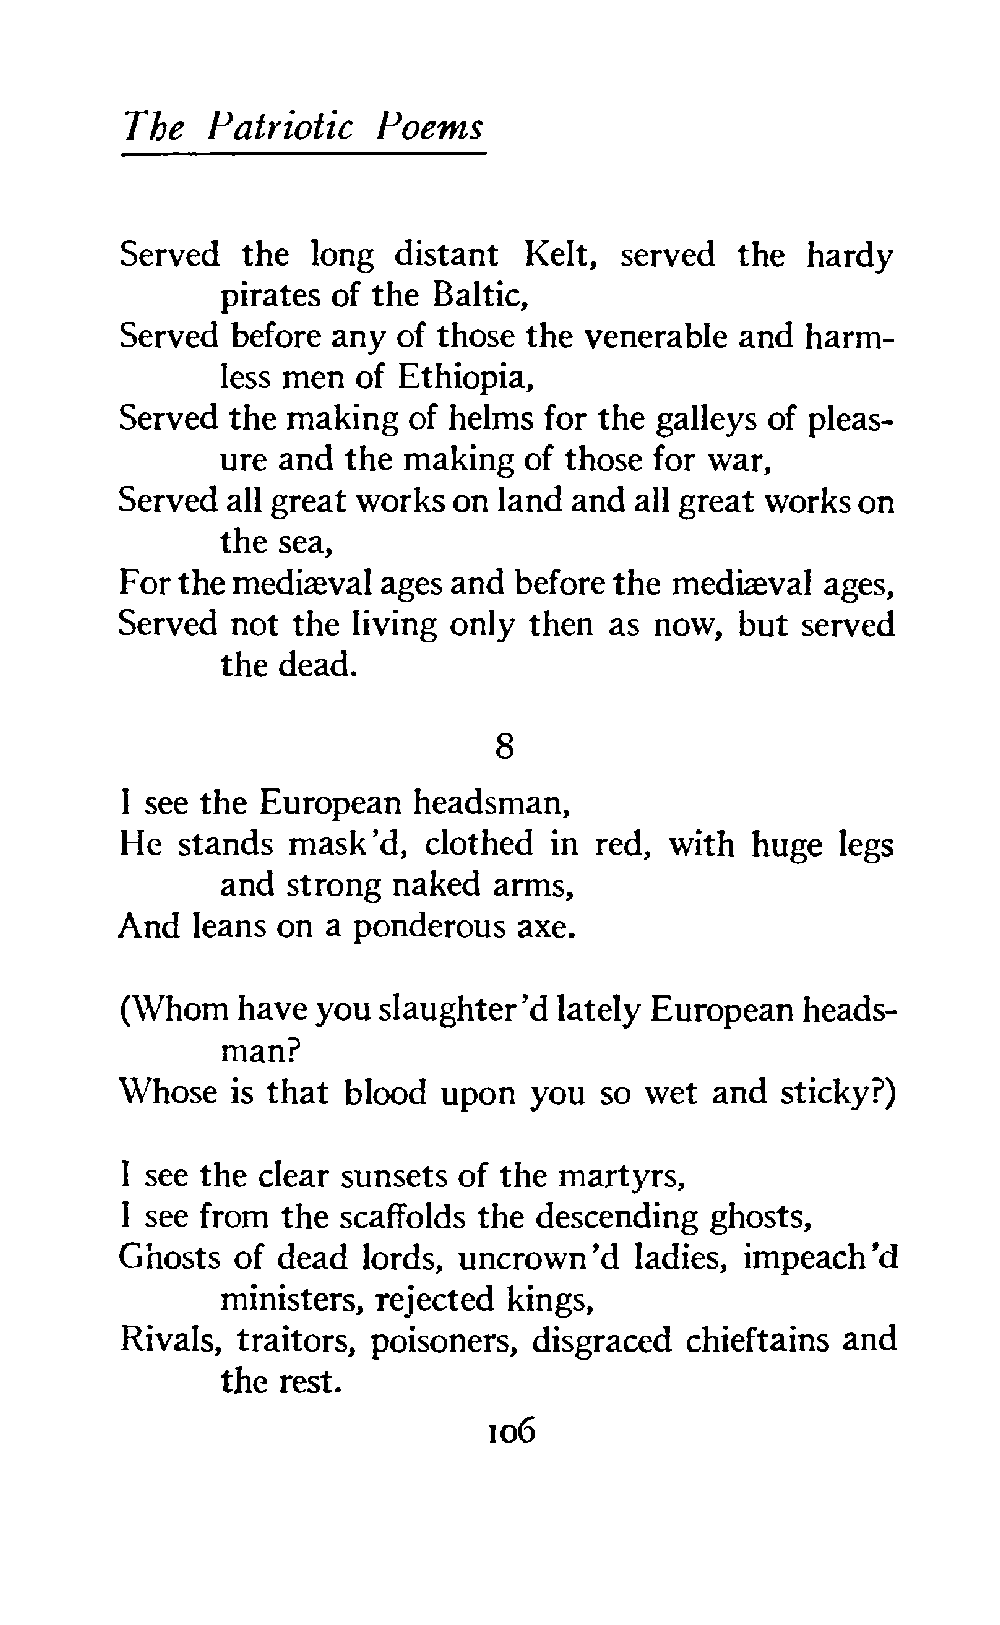 The Patriotic Poems
Served the long distant Kelt, served the hardy
pirates of the Baltic,
Served before any of those the venerable and harm-
less men of Ethiopia,
Served the making of helms for the galleys of pleas-
ure and the making of those for war,
Served all great works on land and all great works on
the sea,
For the mediæval ages and before the mediæval ages,
Served not the living only then as now, but served
the dead.
8
I see the European headsman,
He stands mask'd, clothed in red, with huge legs
and strong naked arms,
And leans on a ponderous axe.
(Whom have you slaughter'd lately European heads-
man?
Whose is that blood upon you so wet and sticky?)
I see the clear sunsets of the martyrs,
I see from the scaffolds the descending ghosts,
Ghosts of dead lords, uncrown'd ladies, impeach'd
ministers, rejected kings,
Rivals, traitors, poisoners, disgraced chieftains and
the rest.
106